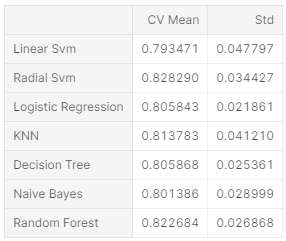 CV Mean Std
Linear Svm 0.793471 0.047797
Radial Svm 0.828290 0.034427
Logistic Regression 0.805843 0.021861
KNN 0.813783 0.041210
Decision Tree 0.805868 0.025361
Naive Bayes 0.801386 0.028999
Random Forest 0.822684 0.026868